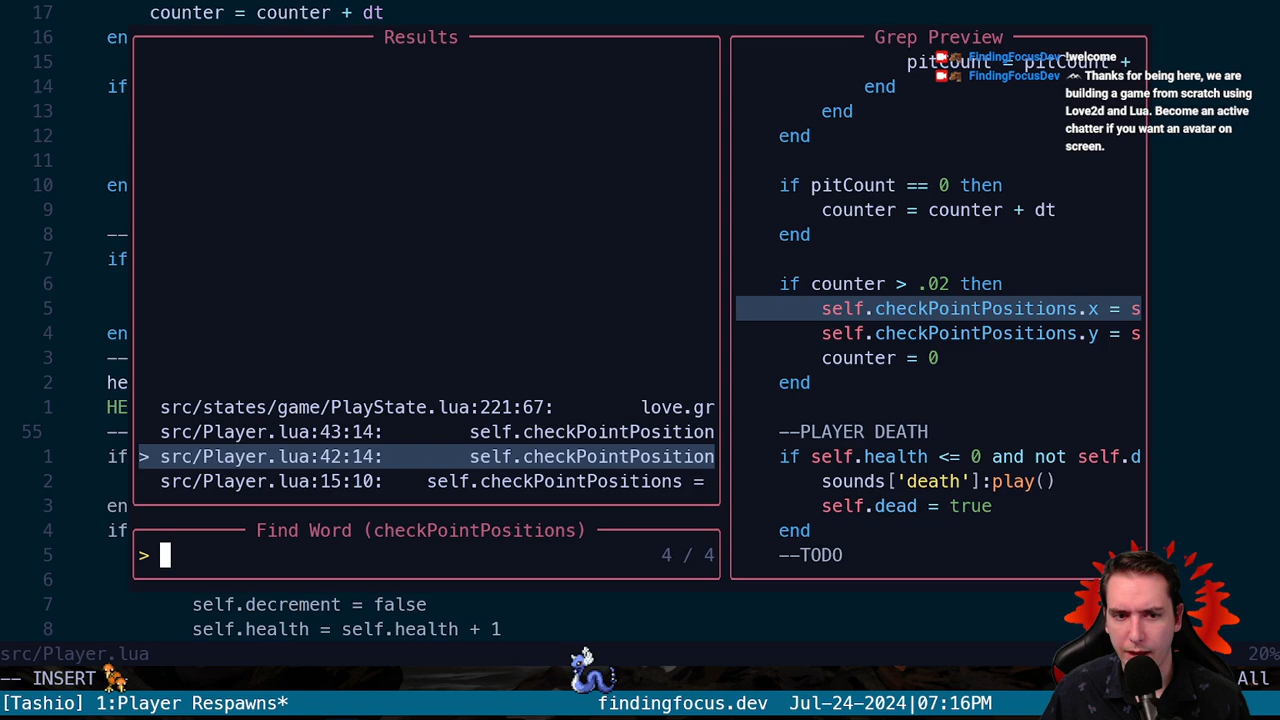 17 counter = counter + dt
16 en
15
14 if
13
12
11
10 en
9
8 --
7 if
6
5
4 en
3 --
2 he
1 HE
55 --
1 if
2
3 en
4 if
5
6
7 self.decrement = false
8 self.health = self.health + 1
Results
src/states/game/PlayState.lua:221:67: love.gr
src/Player.lua:43:14: self.checkPointPosition
> src/Player.lua:42:14: self.checkPointPosition
src/Player.lua:15:10: self.checkPointPositions =
Find Word (checkPointPositions)
> 4 / 4
Grep Preview
pitCount = pitCount +
end
end
end
if pitCount == 0 then
counter = counter + dt
end
if counter > .02 then
self.checkPointPositions.x = s
self.checkPointPositions.y = s
counter = 0
end
--PLAYER DEATH
if self.health <= 0 and not self.d
sounds['death']:play()
self.dead = true
end
--TODO
FindingFocusDev !welcome
FindingFocusDev Thanks for being here, we are
building a game from scratch using
Love2d and Lua. Become an active
chatter if you want an avatar on
screen.
src/Player.lua 20%
-- INSERT All
[Tashio] 1:Player Respawns* findingfocus.dev Jul-24-2024|07:16PM